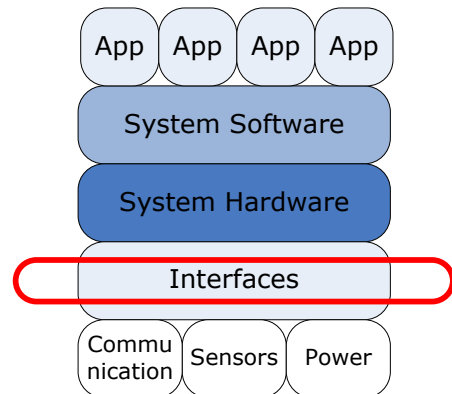 App App App App
System Software
System Hardware
Interfaces
Commu
nication
Sensors
Power